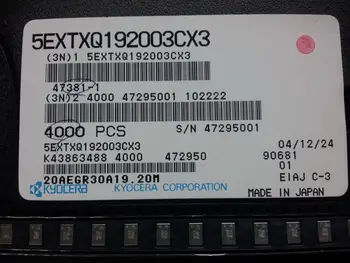 5EXTXQ192003CX3
(3N)1 5EXTXQ192003CX3
47381-1
(3N)2 4000 47295001 102222
4000 PCS
S/N 47295001
5EXTXQ192003CX3 04/12/24
K43863488 4000 472950 90681
01
20AEGR30A19.20M EIAJ C-3
KYOCERA KYOCERA CORPORATION MADE IN JAPAN